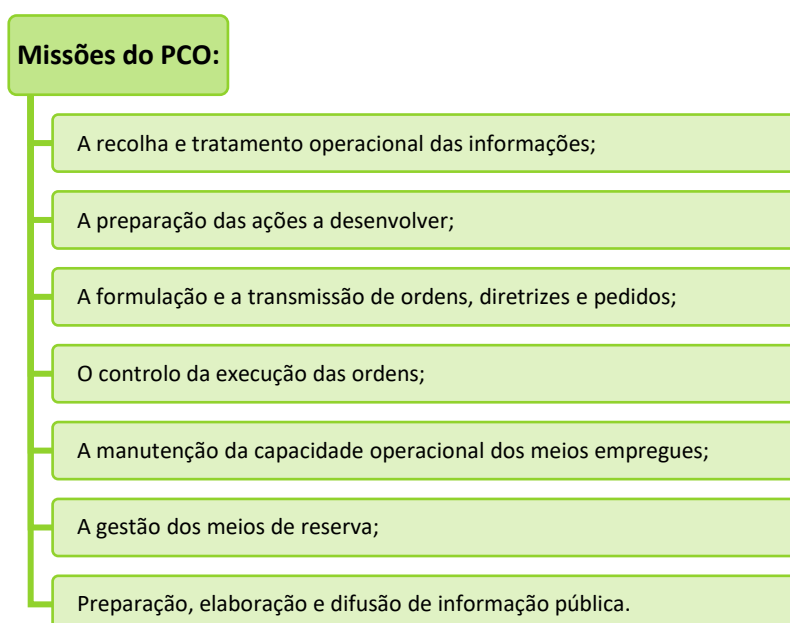 Missões do PCO:
A recolha e tratamento operacional das informações;
A preparação das ações a desenvolver;
A formulação e a transmissão de ordens, diretrizes e pedidos;
O controlo da execução das ordens;
A manutenção da capacidade operacional dos meios empregues;
A gestão dos meios de reserva;
Preparação, elaboração e difusão de informação pública.